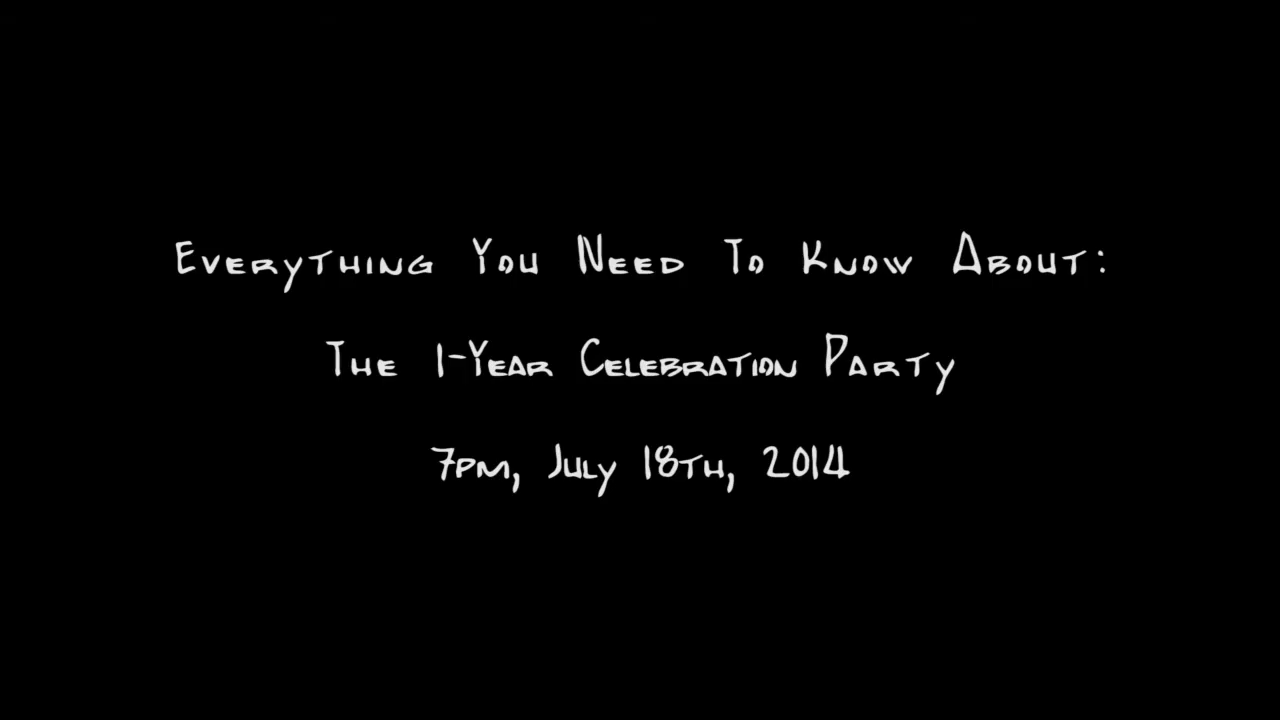 Everything You Need To Know About:
The 1-Year Celebration Party
7pm, July 18th, 2014